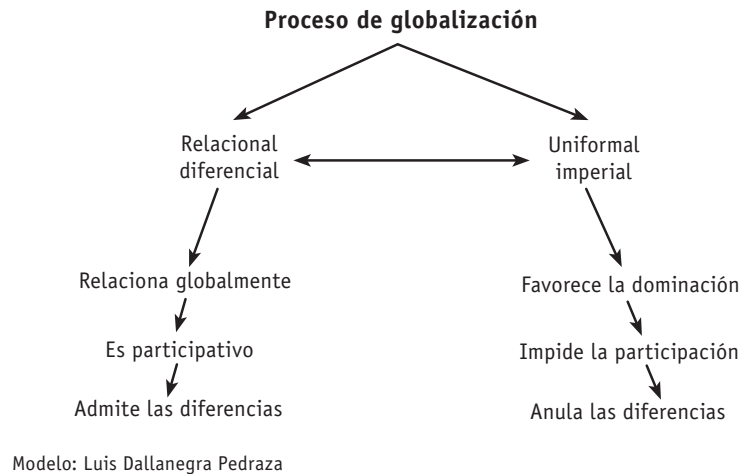 Proceso de globalización
Relacional
diferencial
Uniformal
imperial
Relaciona globalmente
Favorece la dominación
Es participativo
Impide la participación
Admite las diferencias
Anula las diferencias
Modelo: Luis Dallanegra Pedraza